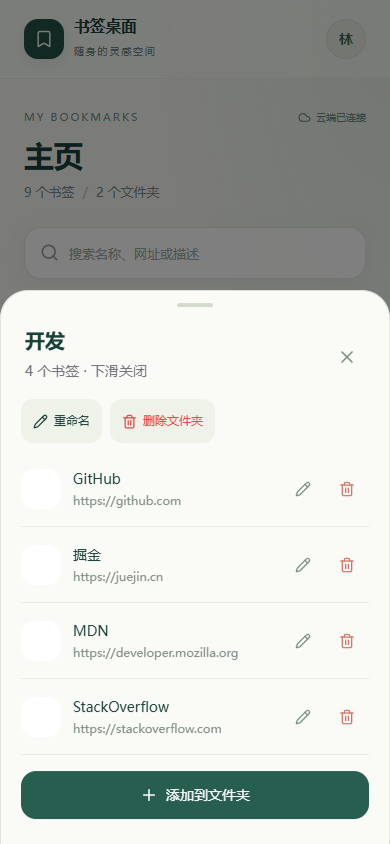 书签桌面
随身的灵感空间
林
MY BOOKMARKS
云端已连接
主页
9 个书签 / 2 个文件夹
搜索名称、网址或描述
开发
4 个书签 · 下滑关闭
重命名
删除文件夹
GitHub
https://github.com
掘金
https://juejin.cn
MDN
https://developer.mozilla.org
StackOverflow
https://stackoverflow.com
添加到文件夹